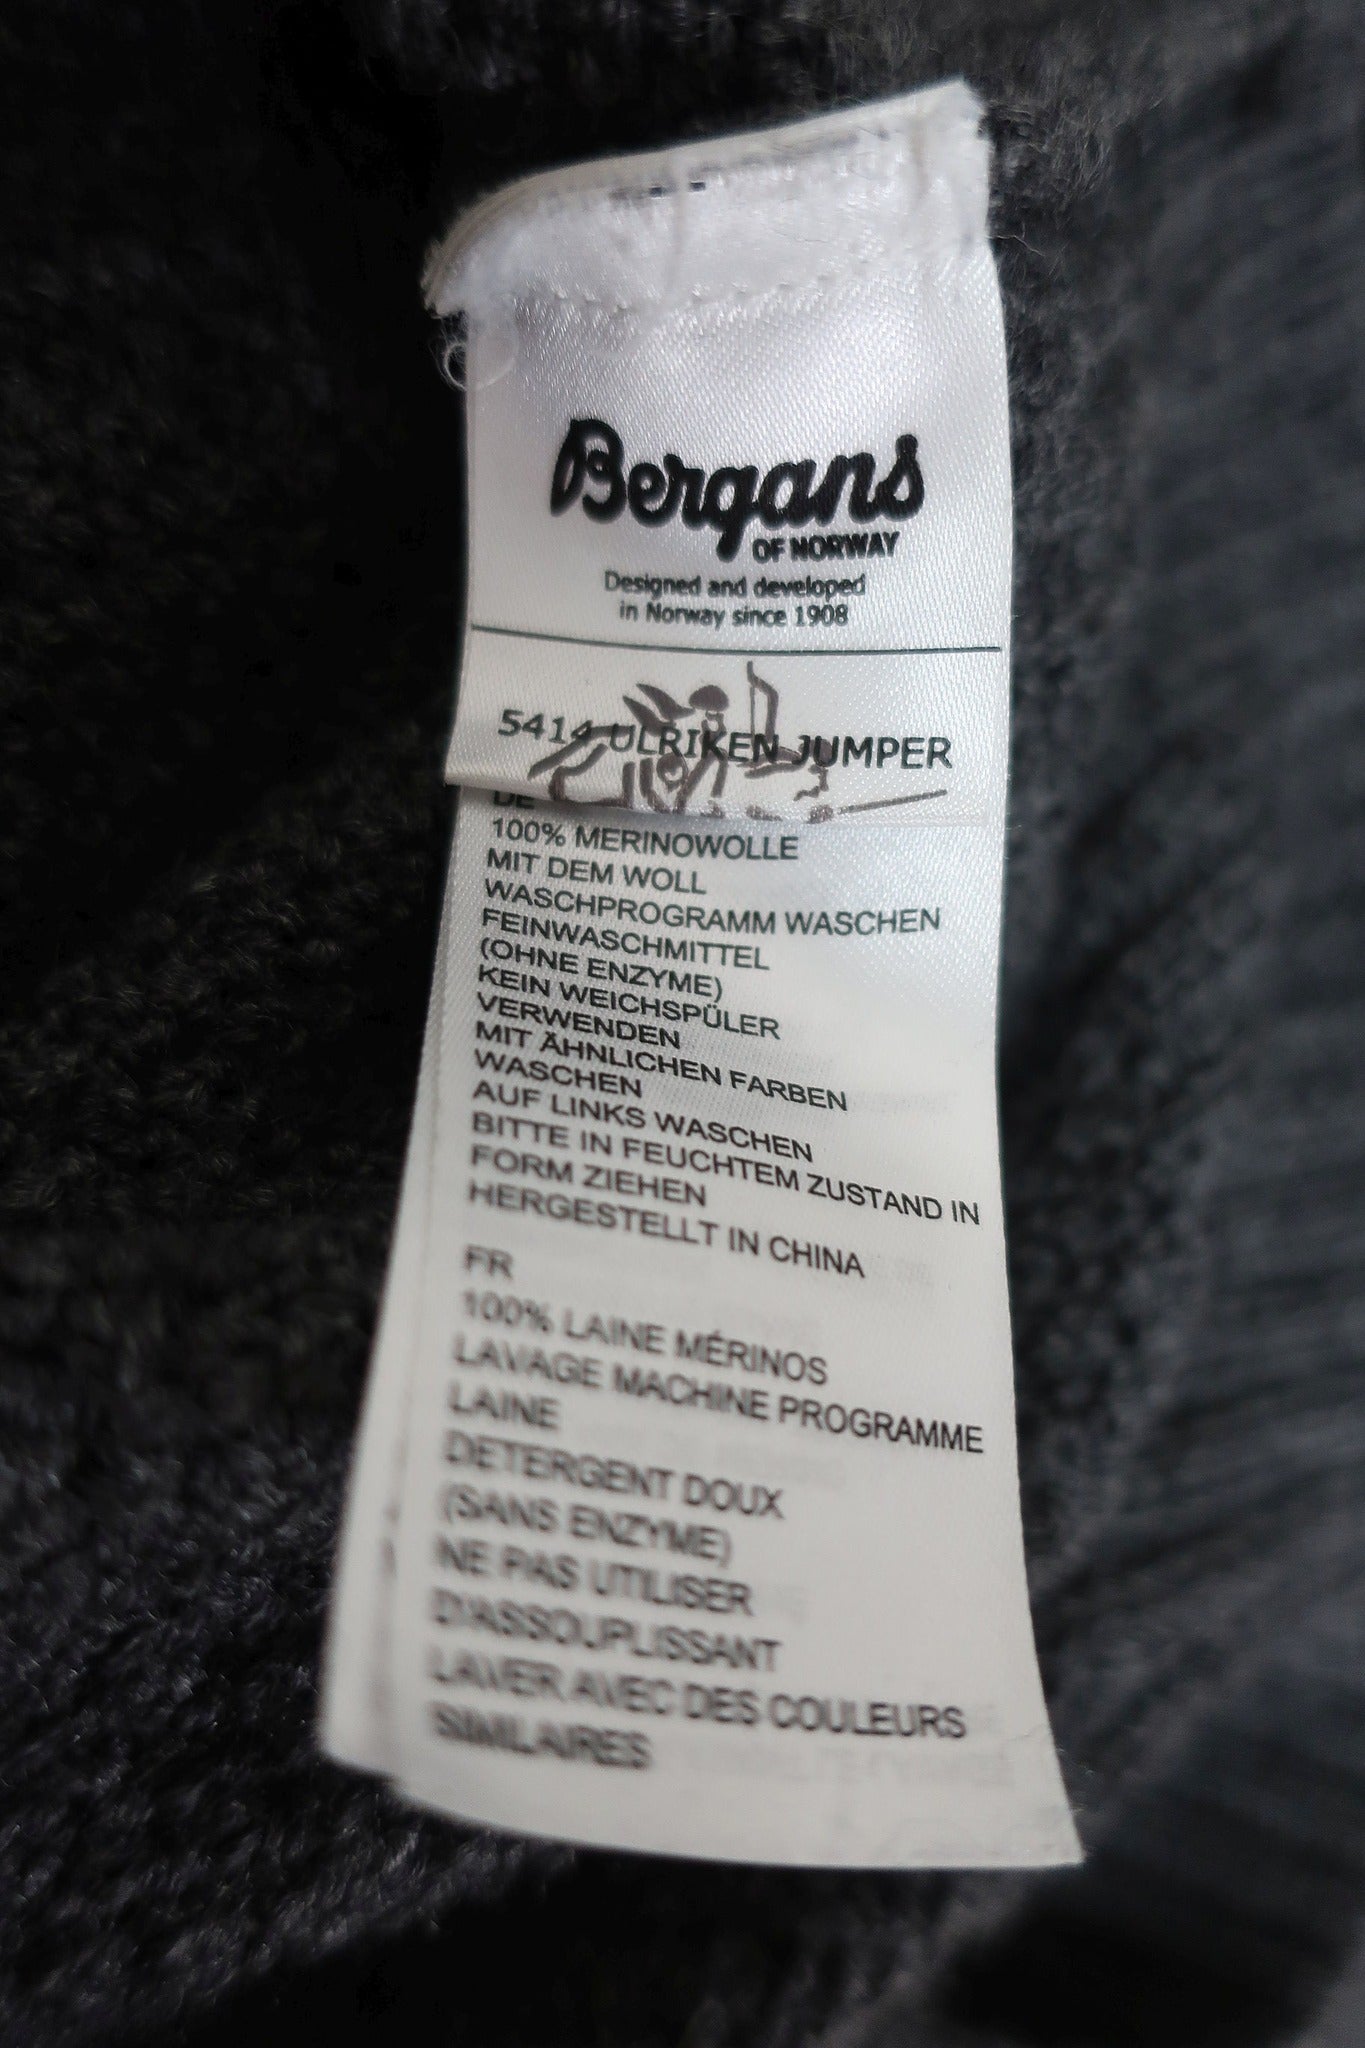 Bergans
OF NORWAY
Designed and developed
in Norway since 1908
5414 ULRIKEN JUMPER
DE
100% MERINOWOLLE
MIT DEM WOLL
WASCHPROGRAMM WASCHEN
FEINWASCHMITTEL
(OHNE ENZYME)
KEIN WEICHSPÜLER
VERWENDEN
MIT ÄHNLICHEN FARBEN
WASCHEN
AUF LINKS WASCHEN
BITTE IN FEUCHTEM ZUSTAND IN
FORM ZIEHEN
HERGESTELLT IN CHINA
FR
100% LAINE MÉRINOS
LAVAGE MACHINE PROGRAMME
LAINE
DETERGENT DOUX
(SANS ENZYME)
NE PAS UTILISER
D'ASSOUPLISSANT
LAVER AVEC DES COULEURS
SIMILAIRES